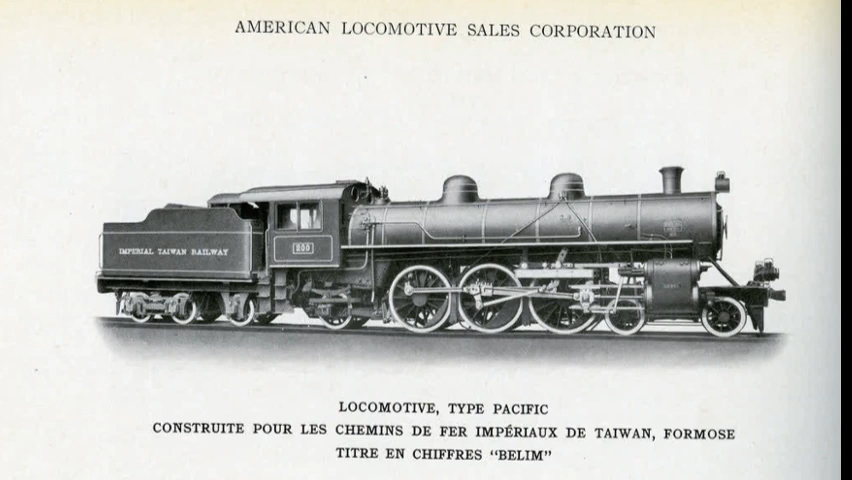 AMERICAN LOCOMOTIVE SALES CORPORATION
IMPERIAL TAIWAN RAILWAY
200
LOCOMOTIVE, TYPE PACIFIC
CONSTRUITE POUR LES CHEMINS DE FER IMPÉRIAUX DE TAIWAN, FORMOSE
TITRE EN CHIFFRES “BELIM”